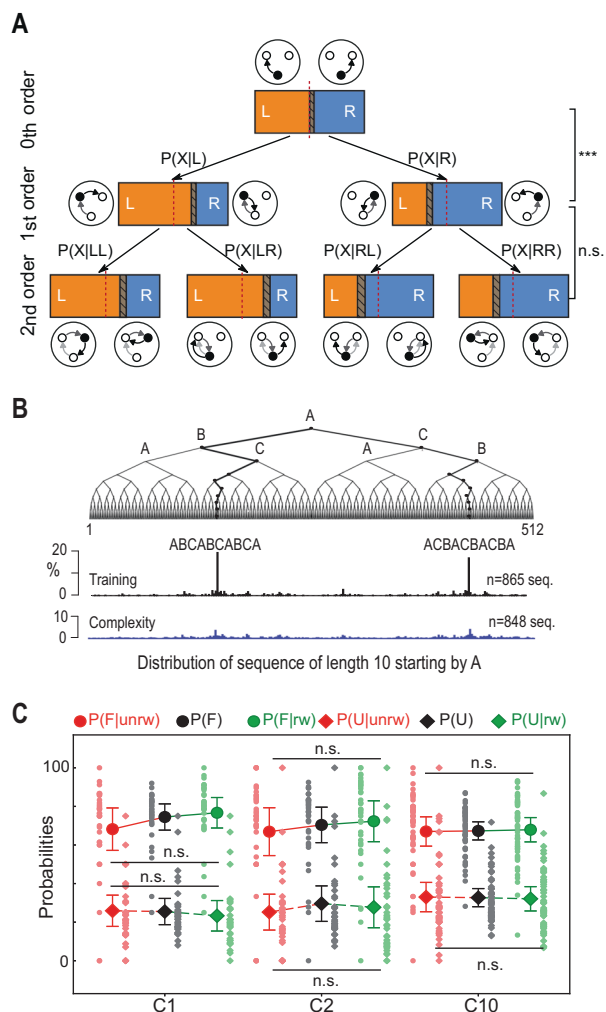 A
0th order
L R
P(X|L) P(X|R)
***
1st order
L R L R
P(X|LL) P(X|LR) P(X|RL) P(X|RR)
n.s.
2nd order
L R L R L R L R
B
A
B C
A C A B
1 512
ABCABCABCA ACBACBACBA
20
%
0
Training n=865 seq.
10
0
Complexity n=848 seq.
Distribution of sequence of length 10 starting by A
C
P(F|unrw) P(F) P(F|rw) P(U|unrw) P(U) P(U|rw)
n.s.
100
n.s.
n.s.
n.s.
Probabilities
0
n.s.
n.s.
C1 C2 C10